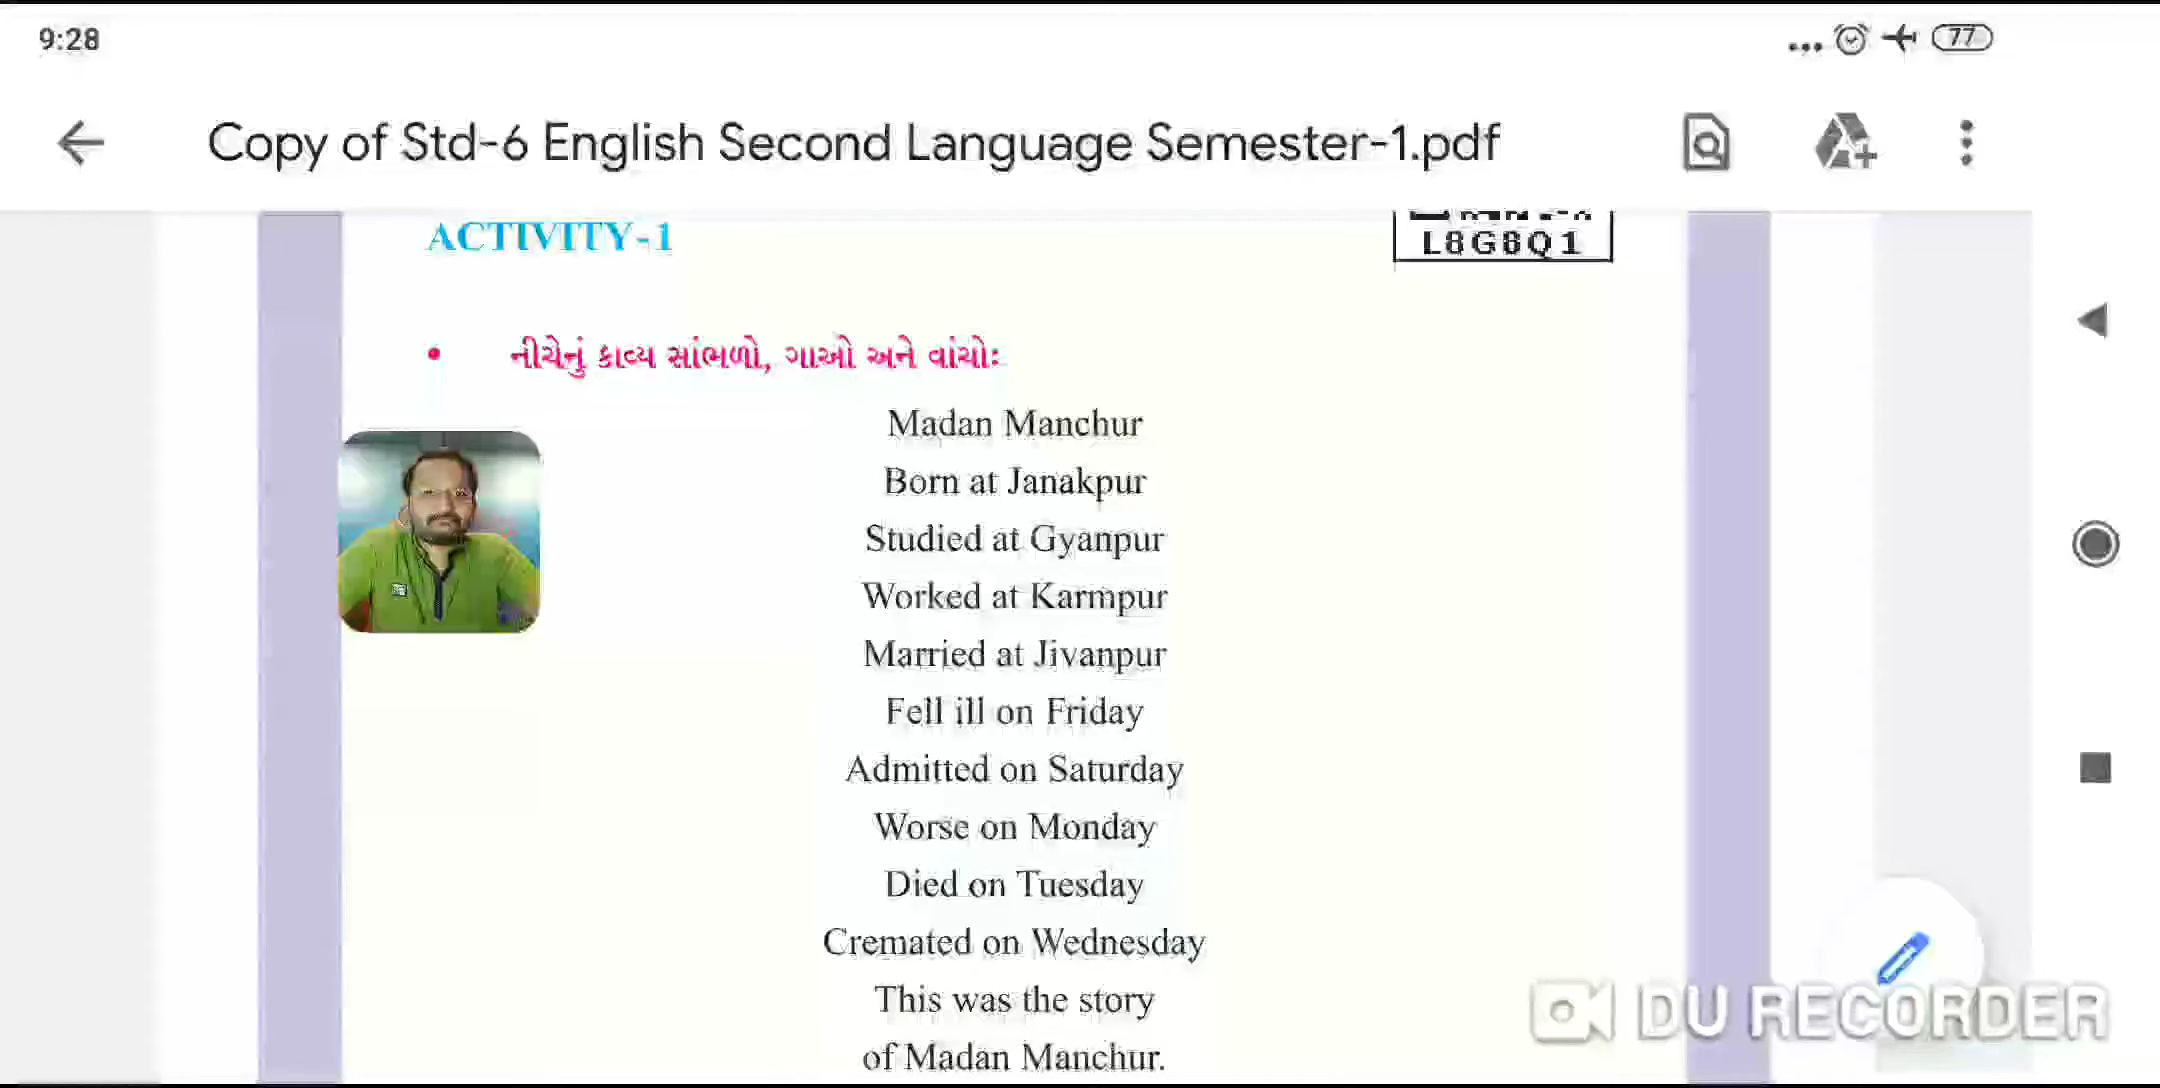 9:28
77
Copy of Std-6 English Second Language Semester-1.pdf
ACTIVITY-1
L8G8Q1
• નીચેનું કાવ્ય સાંભળો, ગાઓ અને વાંચોઃ
Madan Manchur
Born at Janakpur
Studied at Gyanpur
Worked at Karmpur
Married at Jivanpur
Fell ill on Friday
Admitted on Saturday
Worse on Monday
Died on Tuesday
Cremated on Wednesday
This was the story
of Madan Manchur.
DU RECORDER